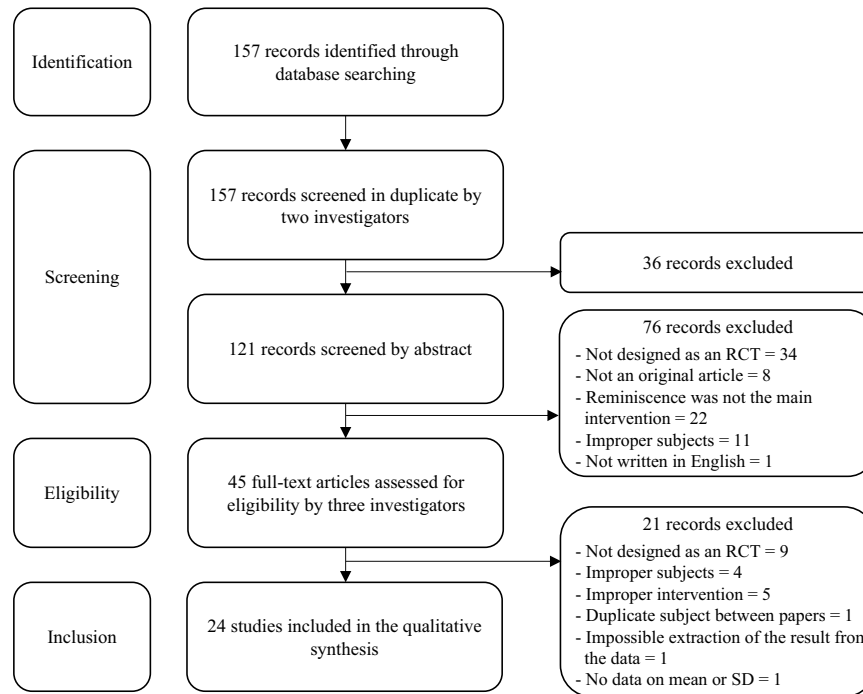 Identification
157 records identified through
database searching
Screening
157 records screened in duplicate by
two investigators
36 records excluded
121 records screened by abstract
76 records excluded
- Not designed as an RCT = 34
- Not an original article = 8
- Reminiscence was not the main
intervention = 22
- Improper subjects = 11
- Not written in English = 1
Eligibility
45 full-text articles assessed for
eligibility by three investigators
21 records excluded
- Not designed as an RCT = 9
- Improper subjects = 4
- Improper intervention = 5
- Duplicate subject between papers = 1
- Impossible extraction of the result from
the data = 1
- No data on mean or SD = 1
Inclusion
24 studies included in the qualitative
synthesis